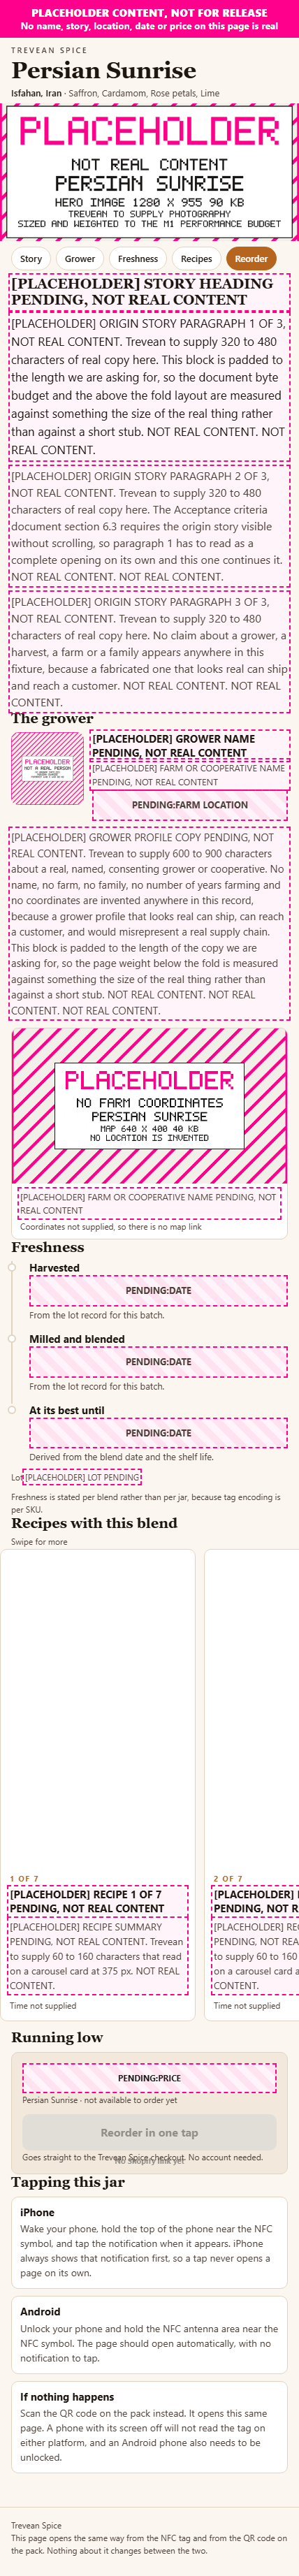 PLACEHOLDER CONTENT, NOT FOR RELEASE
No name, story, location, date or price on this page is real
TREVEAN SPICE
Persian Sunrise
Isfahan, Iran · Saffron, Cardamom, Rose petals, Lime
PLACEHOLDER
NOT REAL CONTENT
PERSIAN SUNRISE
HERO IMAGE 1280 X 955 90 KB
TREVEAN TO SUPPLY PHOTOGRAPHY
SIZED AND WEIGHTED TO THE M1 PERFORMANCE BUDGET
Story
Grower
Freshness
Recipes
Reorder
[PLACEHOLDER] STORY HEADING
PENDING, NOT REAL CONTENT
[PLACEHOLDER] ORIGIN STORY PARAGRAPH 1 OF 3,
NOT REAL CONTENT. Trevean to supply 320 to 480
characters of real copy here. This block is padded to
the length we are asking for, so the document byte
budget and the above the fold layout are measured
against something the size of the real thing rather
than against a short stub. NOT REAL CONTENT. NOT
REAL CONTENT.
[PLACEHOLDER] ORIGIN STORY PARAGRAPH 2 OF 3,
NOT REAL CONTENT. Trevean to supply 320 to 480
characters of real copy here. The Acceptance criteria
document section 6.3 requires the origin story visible
without scrolling, so paragraph 1 has to read as a
complete opening on its own and this one continues it.
NOT REAL CONTENT. NOT REAL CONTENT.
[PLACEHOLDER] ORIGIN STORY PARAGRAPH 3 OF 3,
NOT REAL CONTENT. Trevean to supply 320 to 480
characters of real copy here. No claim about a grower, a
harvest, a farm or a family appears anywhere in this
fixture, because a fabricated one that looks real can ship
and reach a customer. NOT REAL CONTENT. NOT REAL
CONTENT.
The grower
PLACEHOLDER
NOT A REAL PERSON
[PLACEHOLDER] GROWER NAME
PENDING, NOT REAL CONTENT
[PLACEHOLDER] FARM OR COOPERATIVE NAME
PENDING, NOT REAL CONTENT
PENDING:FARM LOCATION
[PLACEHOLDER] GROWER PROFILE COPY PENDING, NOT
REAL CONTENT. Trevean to supply 600 to 900 characters
about a real, named, consenting grower or cooperative. No
name, no farm, no family, no number of years farming and
no coordinates are invented anywhere in this record,
because a grower profile that looks real can ship, can reach
a customer, and would misrepresent a real supply chain.
This block is padded to the length of the copy we are
asking for, so the page weight below the fold is measured
against something the size of the real thing rather than
against a short stub. NOT REAL CONTENT. NOT REAL
CONTENT. NOT REAL CONTENT.
PLACEHOLDER
NO FARM COORDINATES
PERSIAN SUNRISE
MAP 640 X 400 40 KB
NO LOCATION IS INVENTED
[PLACEHOLDER] FARM OR COOPERATIVE NAME PENDING, NOT
REAL CONTENT
Coordinates not supplied, so there is no map link
Freshness
Harvested
PENDING:DATE
From the lot record for this batch.
Milled and blended
PENDING:DATE
From the lot record for this batch.
At its best until
PENDING:DATE
Derived from the blend date and the shelf life.
Lot [PLACEHOLDER] LOT PENDING
Freshness is stated per blend rather than per jar, because tag encoding is
per SKU.
Recipes with this blend
Swipe for more
1 OF 7
[PLACEHOLDER] RECIPE 1 OF 7
PENDING, NOT REAL CONTENT
[PLACEHOLDER] RECIPE SUMMARY
PENDING, NOT REAL CONTENT. Trevean
to supply 60 to 160 characters that read
on a carousel card at 375 px. NOT REAL
CONTENT.
Time not supplied
2 OF 7
[PLACEHOLDER]
PENDING, NOT R
[PLACEHOLDER] REC
PENDING, NOT REA
to supply 60 to 160
on a carousel card a
CONTENT.
Time not supplied
Running low
PENDING:PRICE
Persian Sunrise · not available to order yet
Reorder in one tap
Goes straight to the Trevean Spice checkout. No account needed.
No Shopify link yet
Tapping this jar
iPhone
Wake your phone, hold the top of the phone near the NFC
symbol, and tap the notification when it appears. iPhone
always shows that notification first, so a tap never opens a
page on its own.
Android
Unlock your phone and hold the NFC antenna area near the
NFC symbol. The page should open automatically, with no
notification to tap.
If nothing happens
Scan the QR code on the pack instead. It opens this same
page. A phone with its screen off will not read the tag on
either platform, and an Android phone also needs to be
unlocked.
Trevean Spice
This page opens the same way from the NFC tag and from the QR code on
the pack. Nothing about it changes between the two.